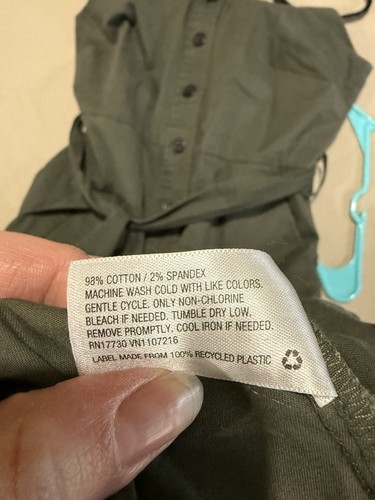 98% COTTON / 2% SPANDEX
MACHINE WASH COLD WITH LIKE COLORS.
GENTLE CYCLE. ONLY NON-CHLORINE
BLEACH IF NEEDED. TUMBLE DRY LOW,
REMOVE PROMPTLY. COOL IRON IF NEEDED.
RN17730 VN1107216
LABEL MADE FROM 100% RECYCLED PLASTIC